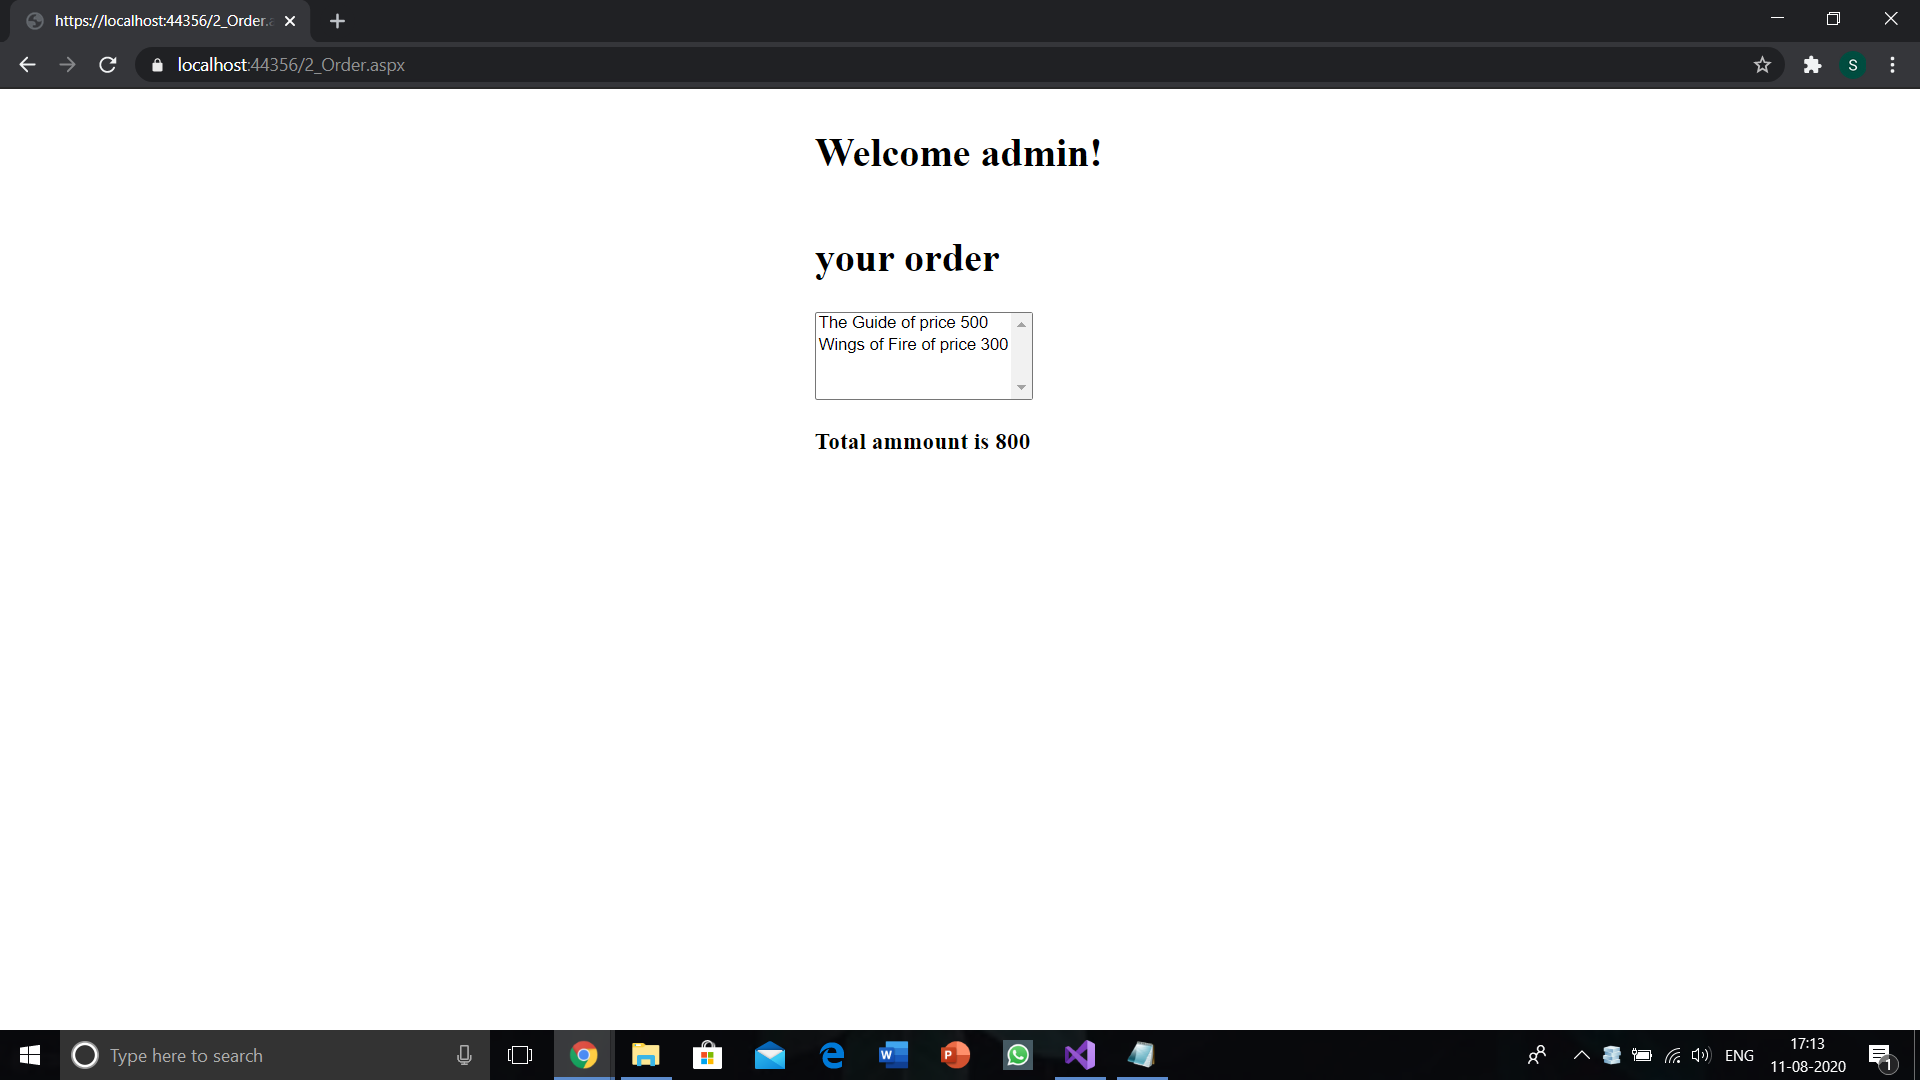 https://localhost:44356/2_Order.a
localhost:44356/2_Order.aspx
S
Welcome admin!
your order
The Guide of price 500
Wings of Fire of price 300
Total ammount is 800
Type here to search
ENG
17:13
11-08-2020
1